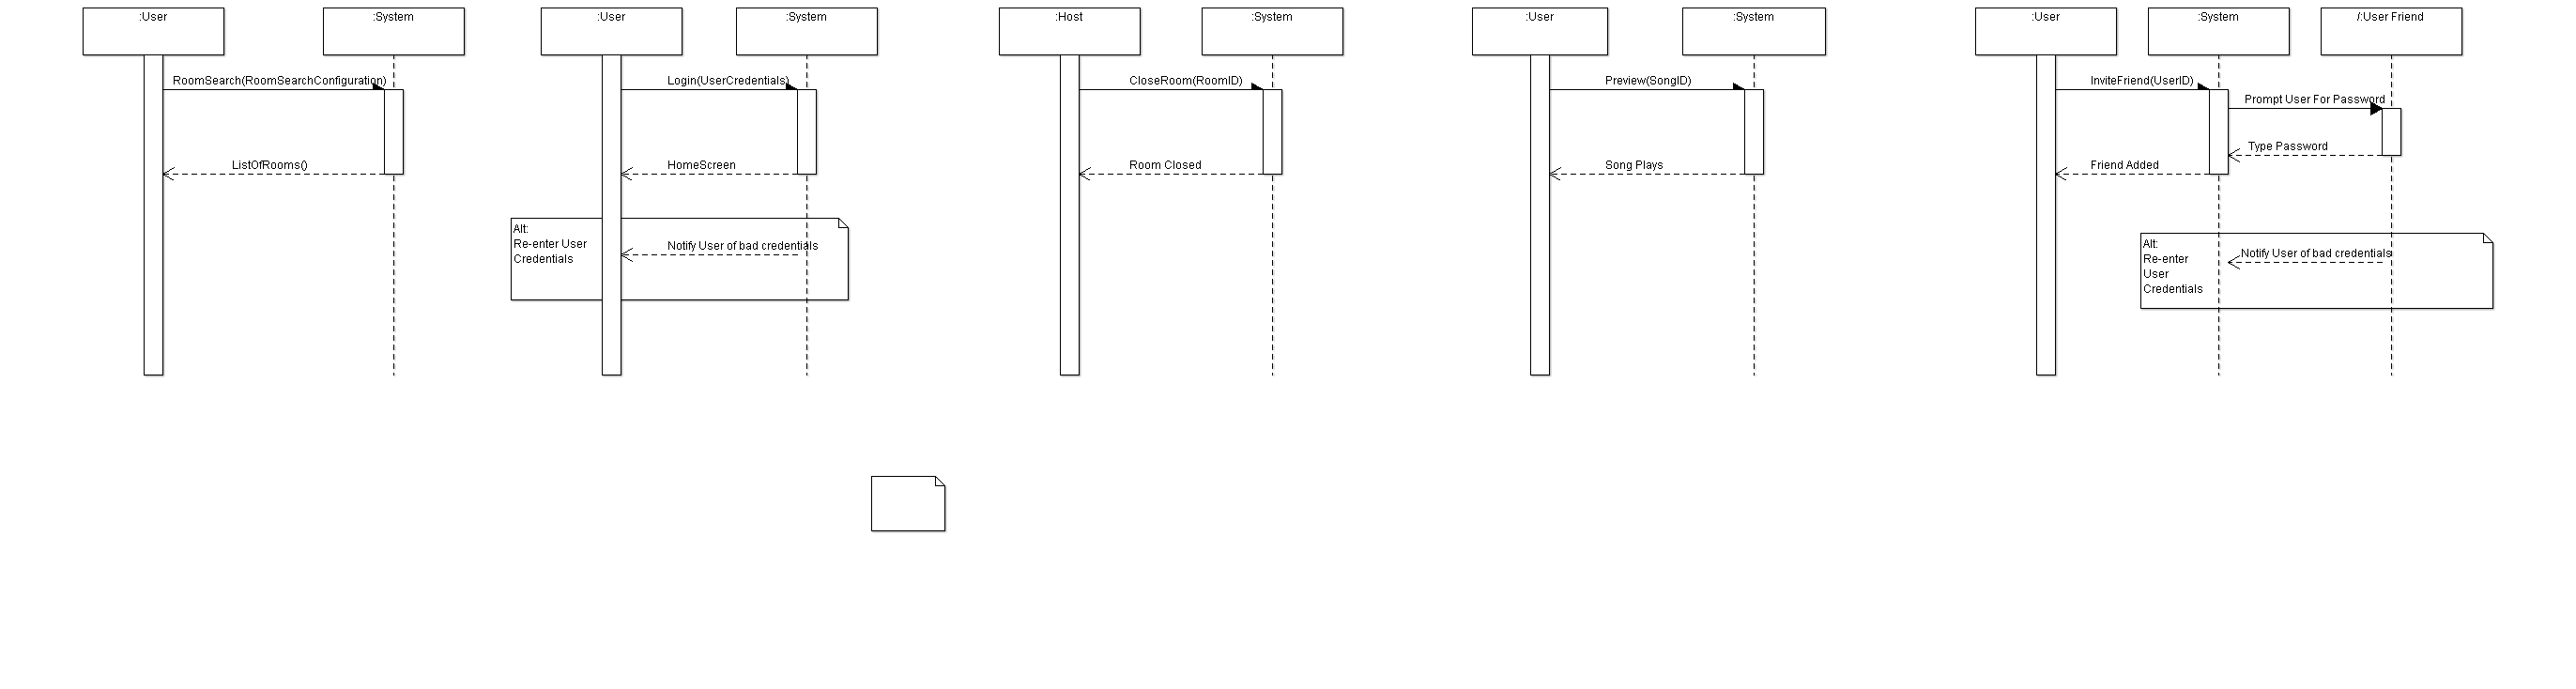 :User
:System
RoomSearch(RoomSearchConfiguration)
ListOfRooms()
:User
:System
Login(UserCredentials)
HomeScreen
Alt:
Re-enter User
Credentials
Notify User of bad credentials
:Host
:System
CloseRoom(RoomID)
Room Closed
:User
:System
Preview(SongID)
Song Plays
:User
:System
/:User Friend
InviteFriend(UserID)
Prompt User For Password
Type Password
Friend Added
Alt:
Re-enter
User
Credentials
Notify User of bad credentials